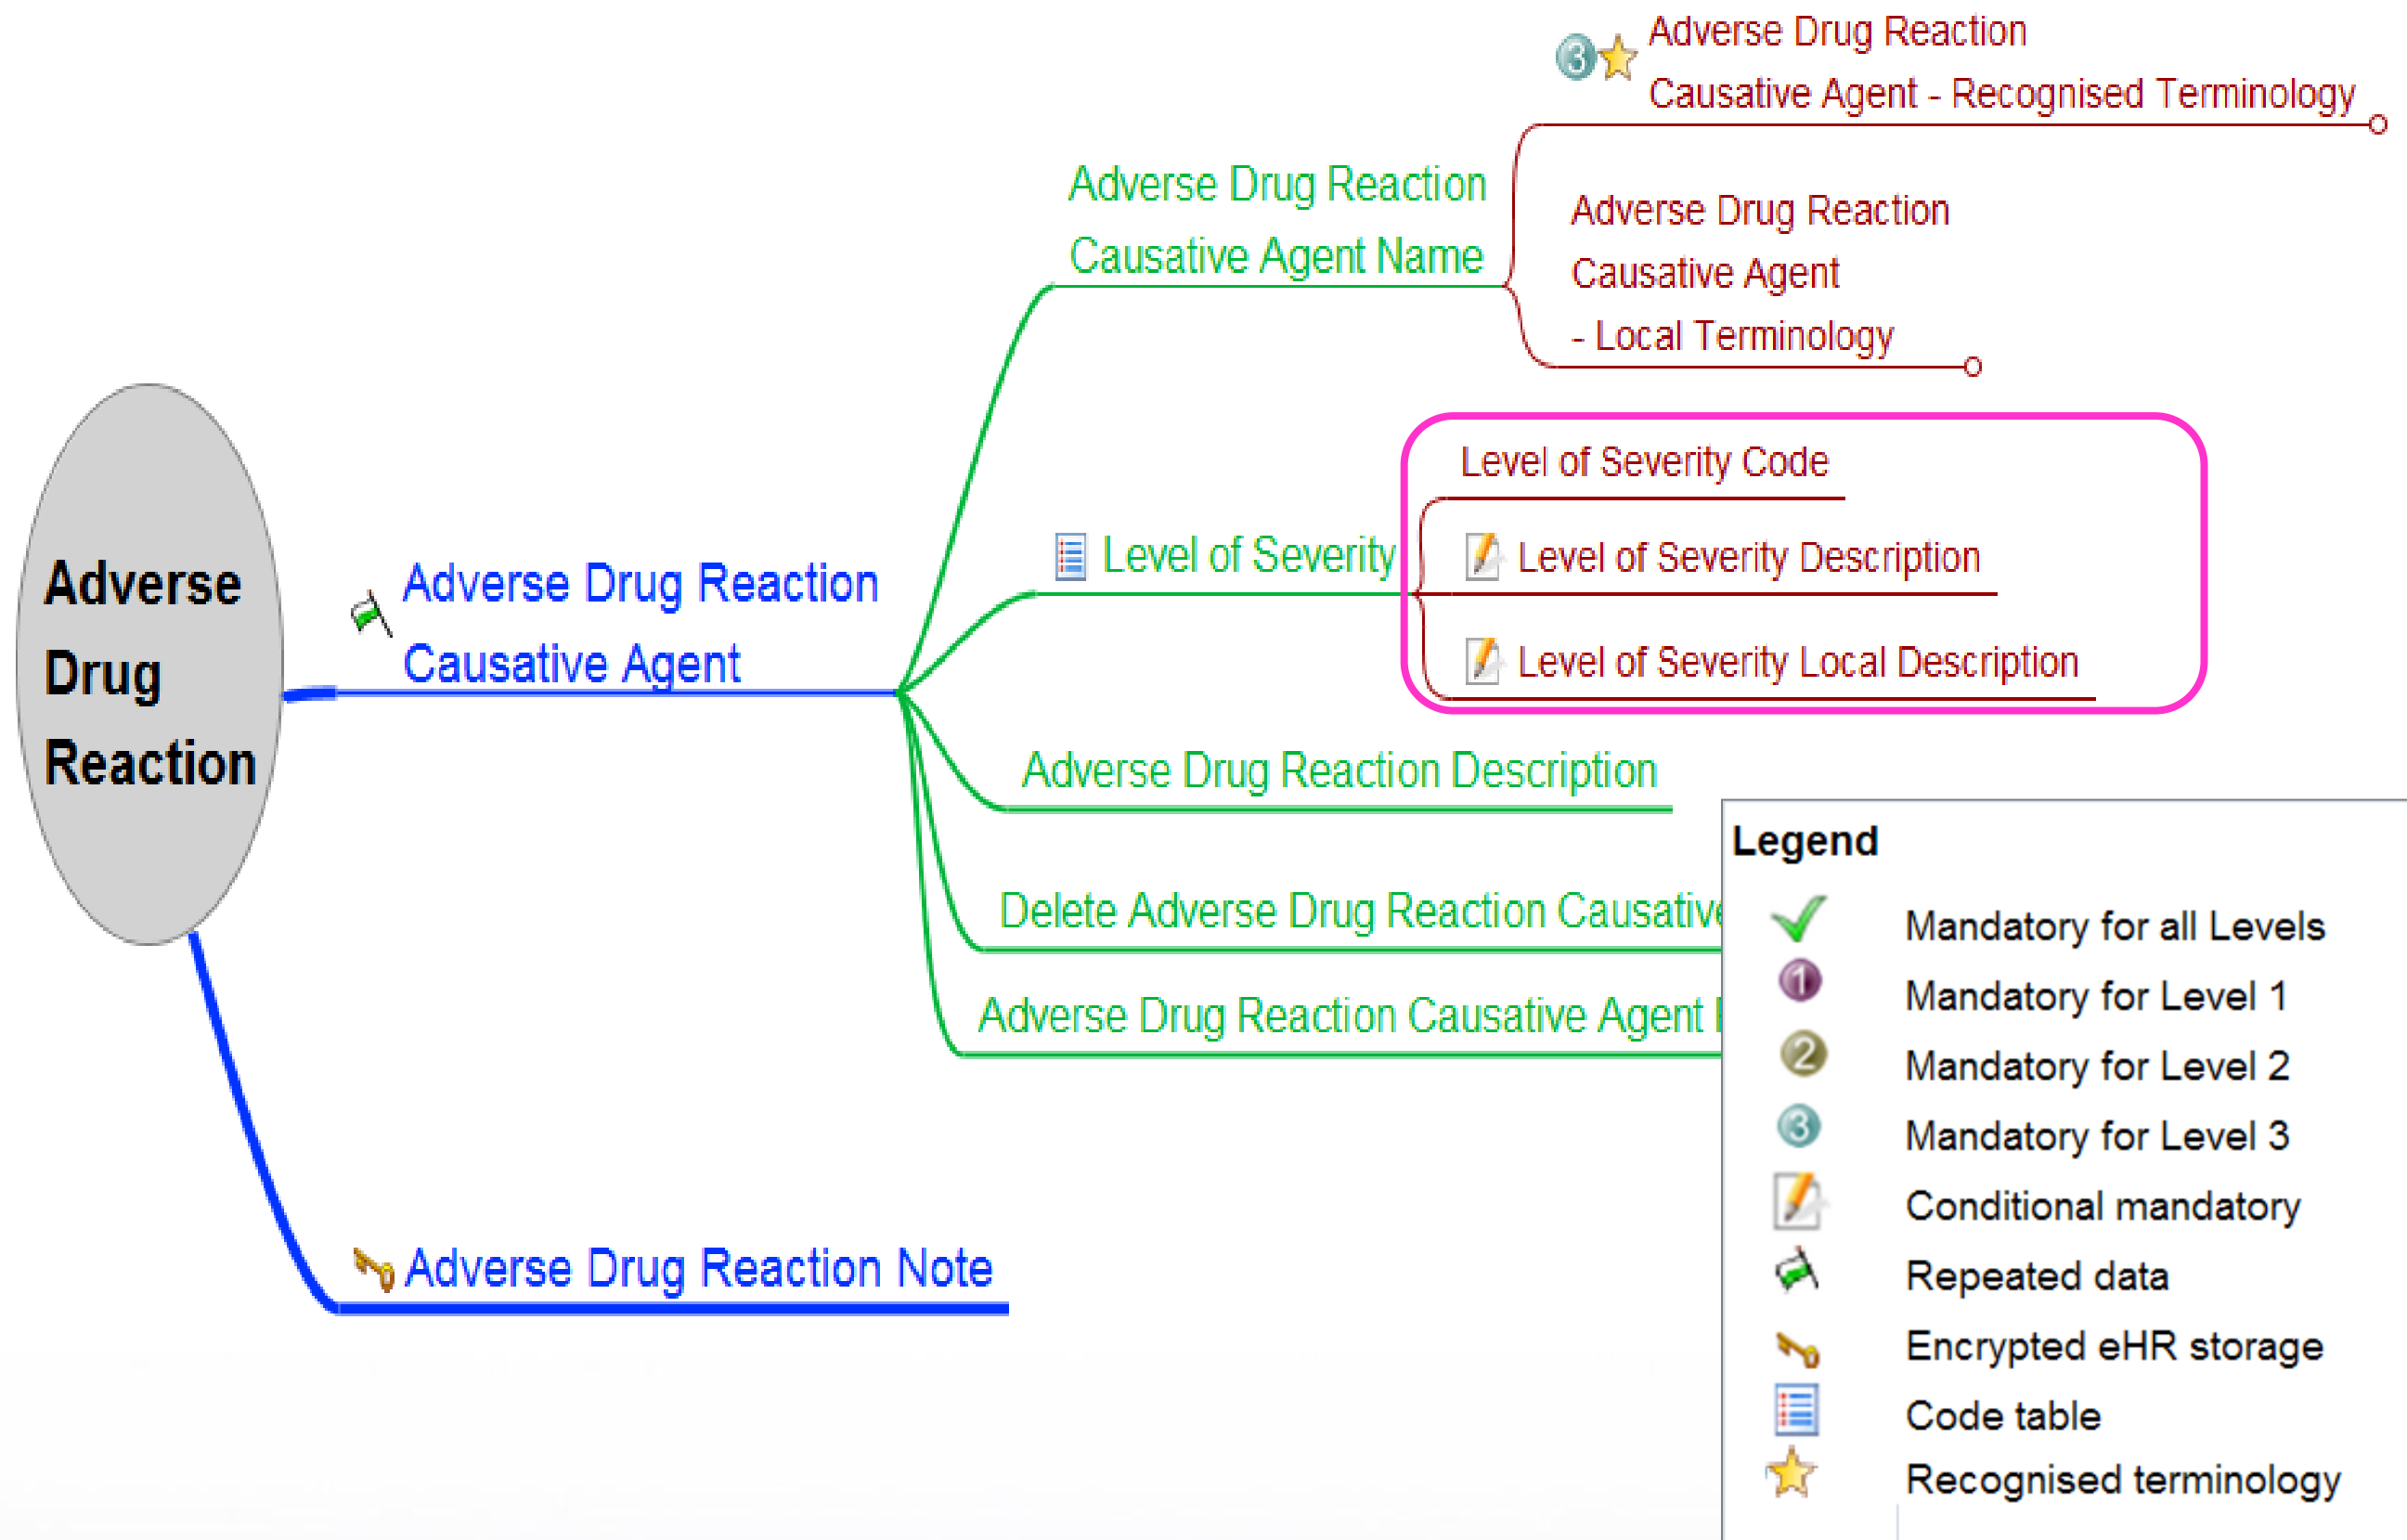 Adverse Drug Reaction
3
Causative Agent - Recognised Terminology
Adverse Drug Reaction
Causative Agent Name
Adverse Drug Reaction
Causative Agent
- Local Terminology
Level of Severity Code
Level of Severity
Level of Severity Description
Level of Severity Local Description
Adverse
Drug
Reaction
Adverse Drug Reaction
Causative Agent
Adverse Drug Reaction Description
Delete Adverse Drug Reaction Causative
Adverse Drug Reaction Causative Agent
Adverse Drug Reaction Note
Legend
Mandatory for all Levels
1 Mandatory for Level 1
2 Mandatory for Level 2
3 Mandatory for Level 3
Conditional mandatory
Repeated data
Encrypted eHR storage
Code table
Recognised terminology